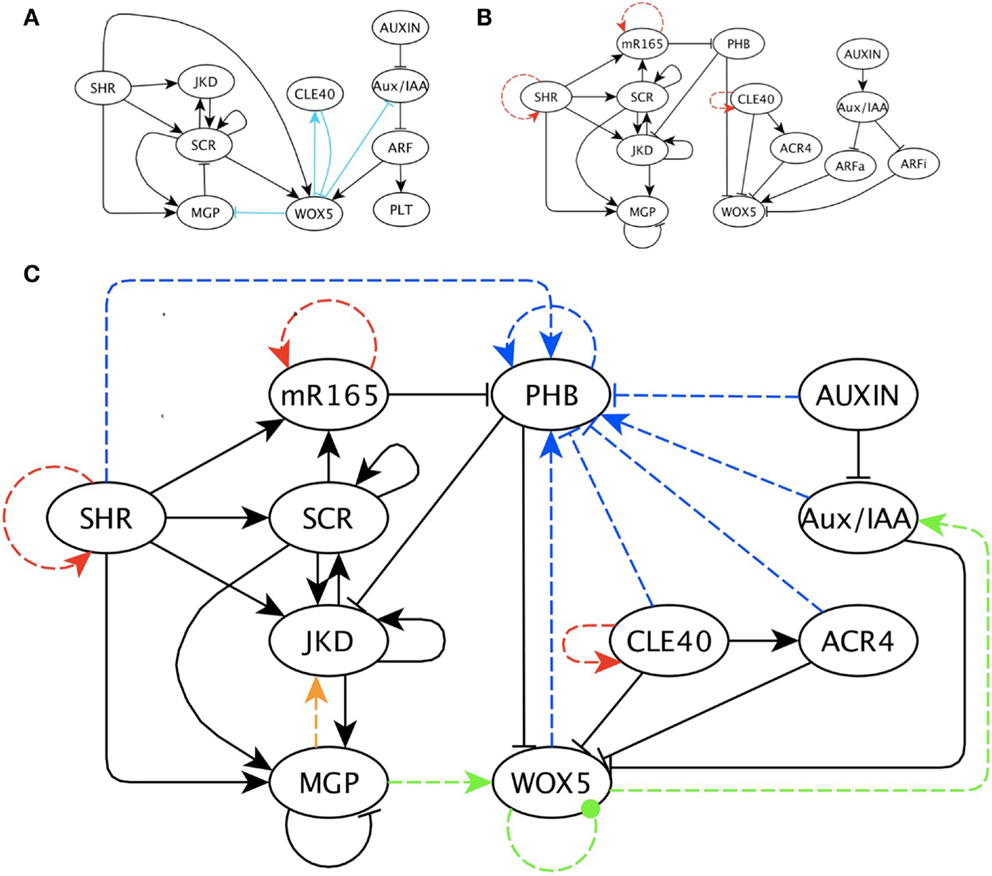 A
AUXIN
SHR
JKD
CLE40
Aux/IAA
SCR
ARF
MGP
WOX5
PLT
B
mR165
PHB
AUXIN
SHR
SCR
CLE40
Aux/IAA
JKD
ACR4
ARFa
ARFi
MGP
WOX5
C
mR165
PHB
AUXIN
SHR
SCR
Aux/IAA
JKD
CLE40
ACR4
MGP
WOX5